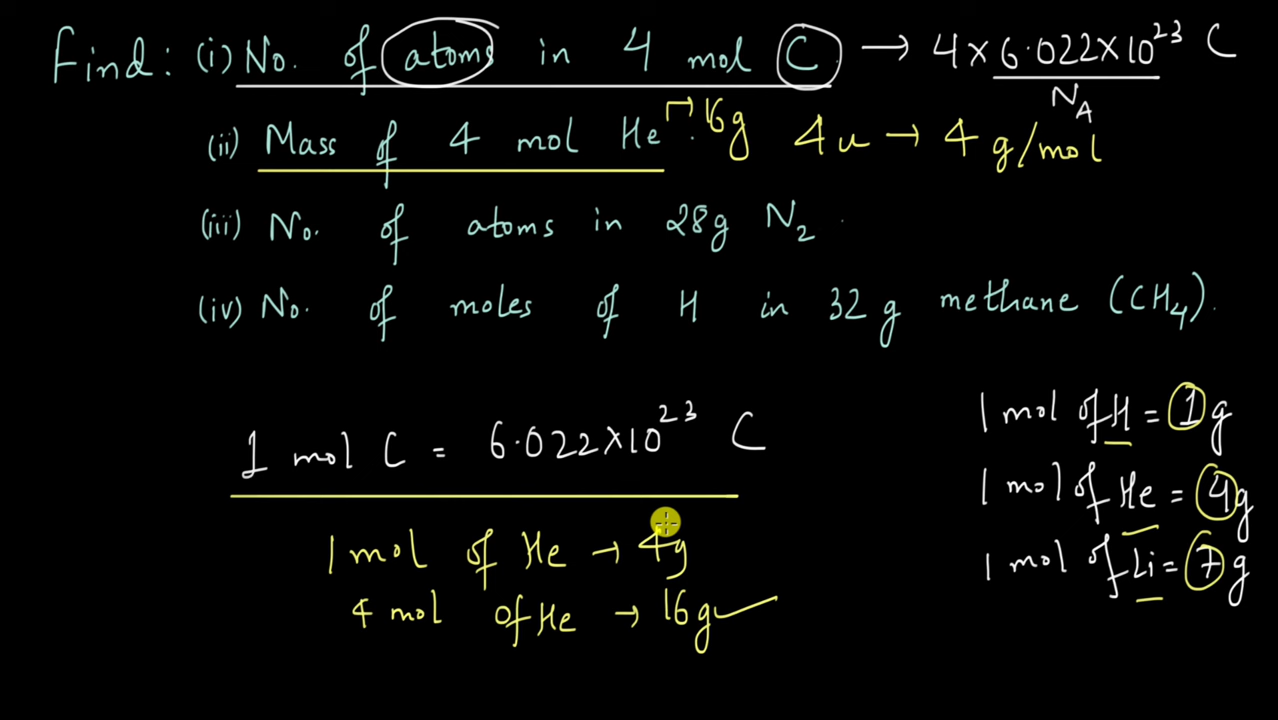 Find: (i) No. of atoms in 4 mol C → 4×6.022×10²³ C
N_A
(ii) Mass of 4 mol He. → 16g 4u → 4 g/mol
(iii) No. of atoms in 28g N₂.
(iv) No. of moles of H in 32 g methane (CH₄).
1 mol C = 6.022×10²³ C
1 mol of He → 4g
4 mol of He → 16g
1 mol of H = 1g
1 mol of He = 4g
1 mol of Li = 7g